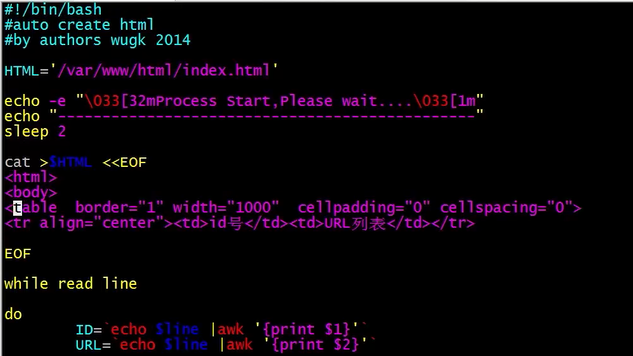 #!/bin/bash
#auto create html
#by authors wugk 2014
HTML='/var/www/html/index.html'
echo -e "\033[32mProcess Start,Please wait....\033[1m"
echo "-----------------------------------------------"
sleep 2
cat >$HTML <<EOF
<html>
<body>
<table  border="1" width="1000"  cellpadding="0" cellspacing="0">
<tr align="center"><td>id号</td><td>URL列表</td></tr>
EOF
while read line
do
        ID=`echo $line |awk '{print $1}'`
        URL=`echo $line |awk '{print $2}'`